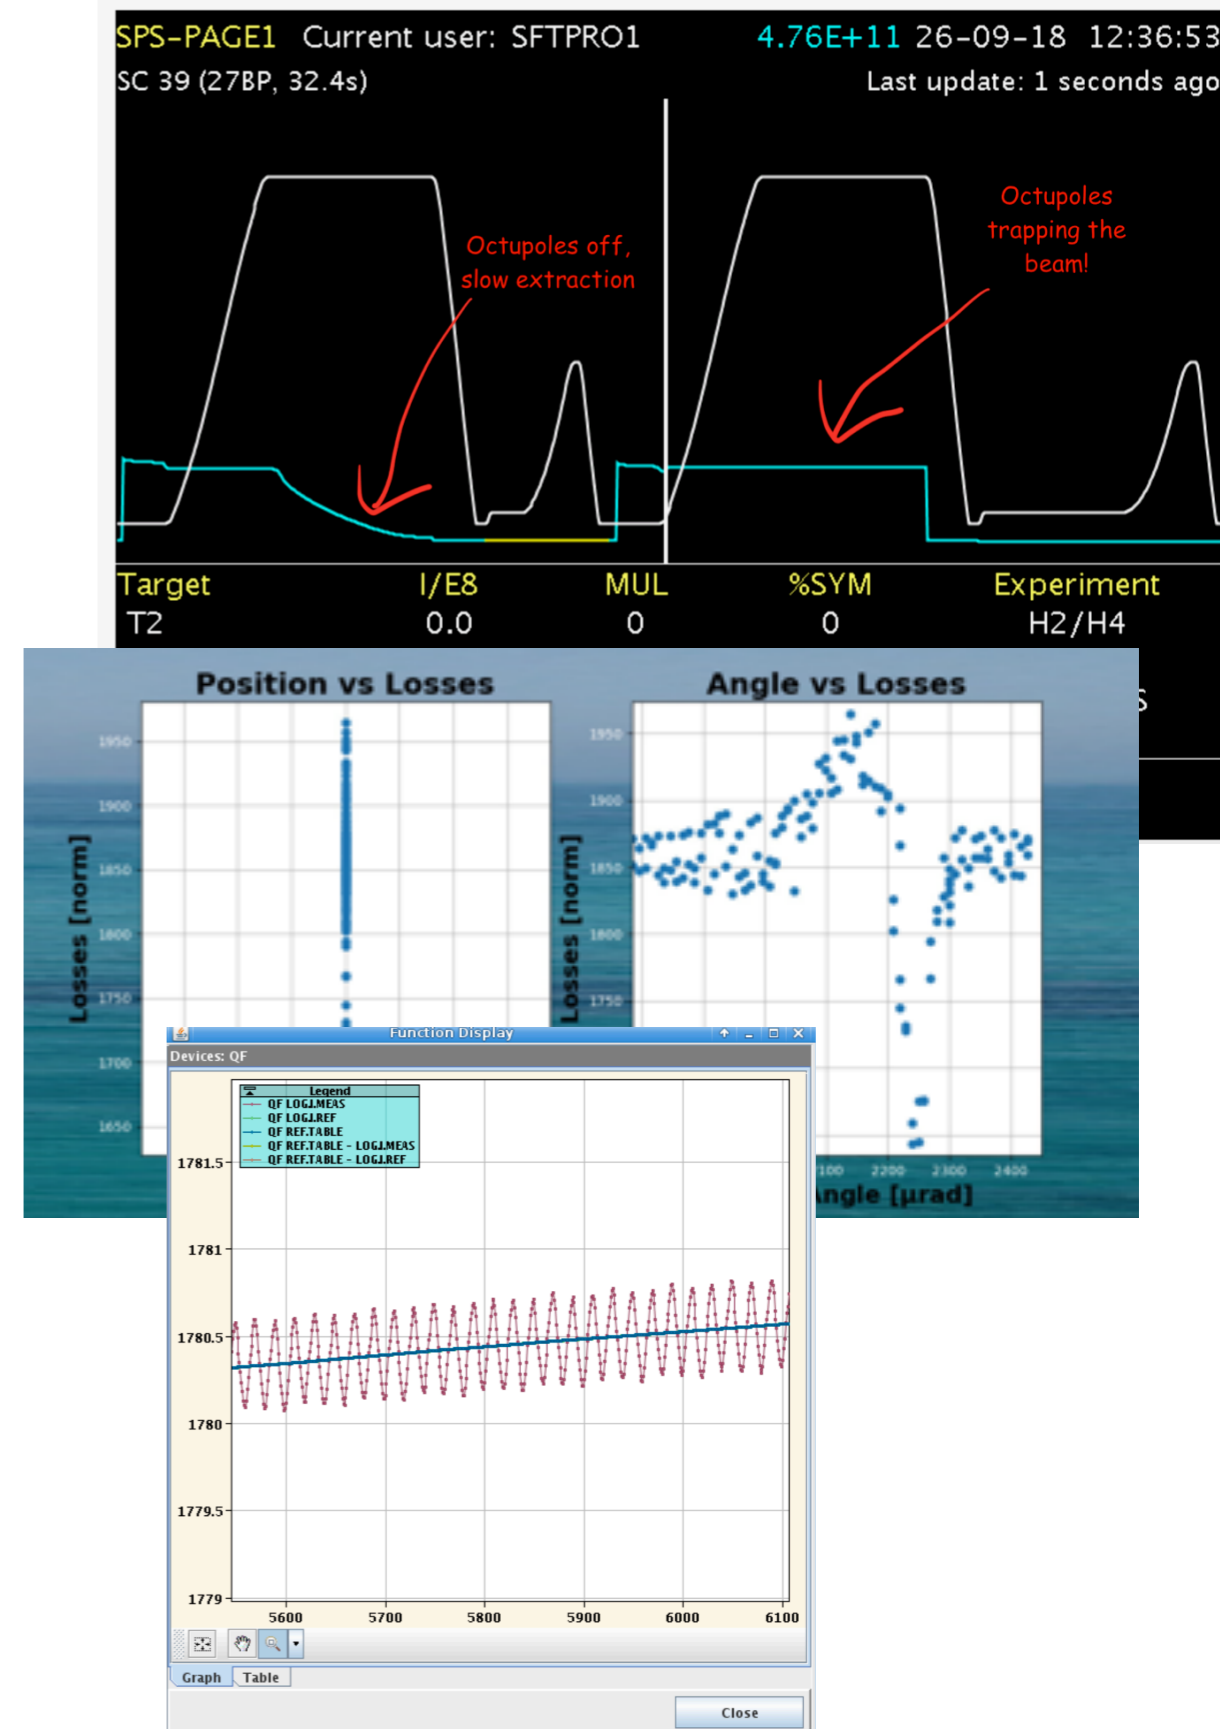 SPS-PAGE1 Current user: SFTPRO1 4.76E+11 26-09-18 12:36:53
SC 39 (27BP, 32.4s) Last update: 1 seconds ago
Octupoles off,
slow extraction
Octupoles
trapping the
beam!
Target I/E8 MUL %SYM Experiment
T2 0.0 0 0 H2/H4
S
Position vs Losses
Losses [norm]
1950
1900
1850
1800
1750
1700
1650
Angle vs Losses
Losses [norm]
1950
1900
1850
1800
1750
100 2200 2300 2400
Angle [µrad]
Function Display
Devices: QF
Legend
QF LOG.I.MEAS
QF LOG.I.REF
QF REF.TABLE
QF REF.TABLE - LOG.I.MEAS
QF REF.TABLE - LOG.I.REF
1781.5
1781
1780.5
1780
1779.5
1779
5600 5700 5800 5900 6000 6100
Graph Table
Close